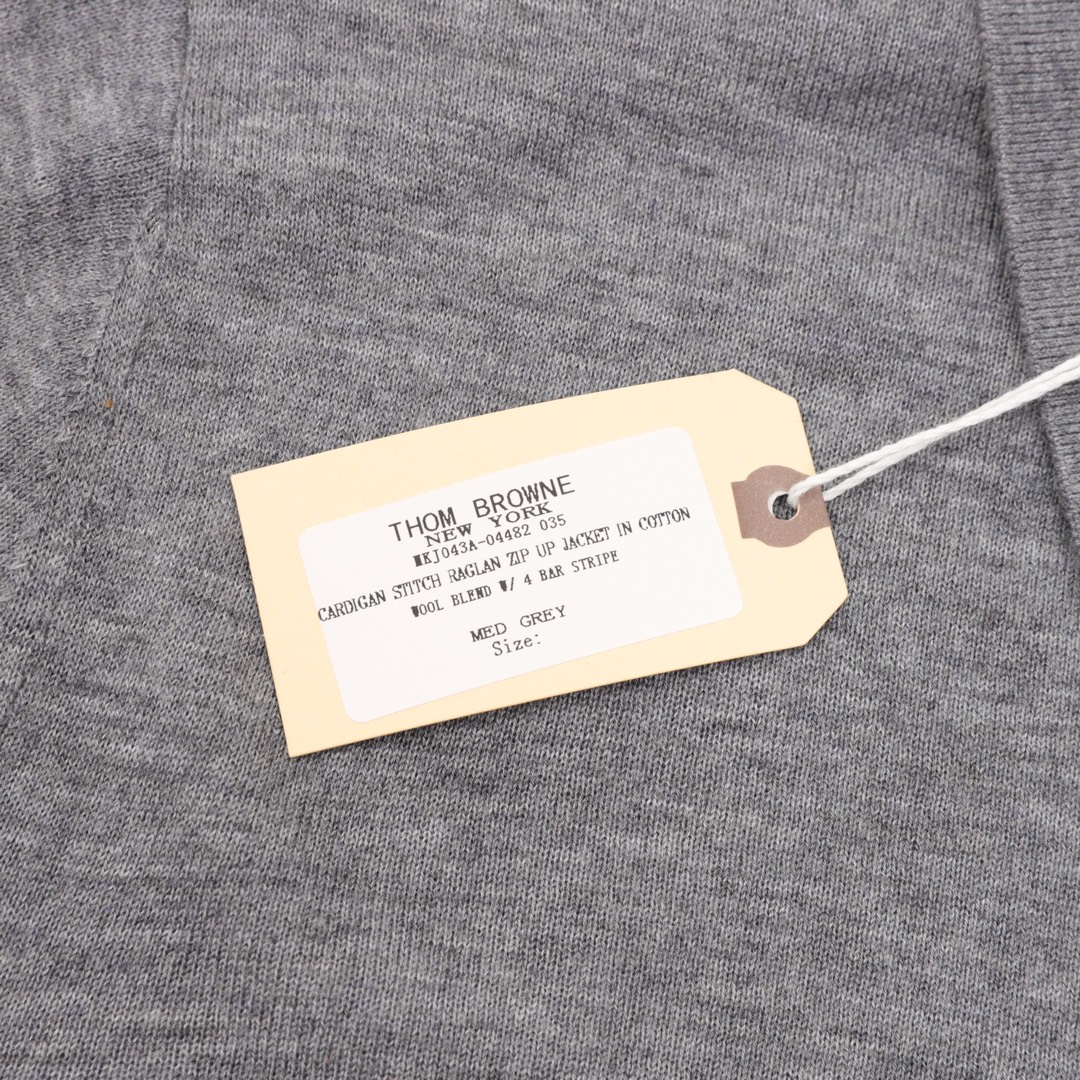 THOM BROWNE
NEW YORK
MKJ043A-04482 035
CARDIGAN STITCH RAGLAN ZIP UP JACKET IN COTTON
WOOL BLEND W/ 4 BAR STRIPE
MED GREY
Size: